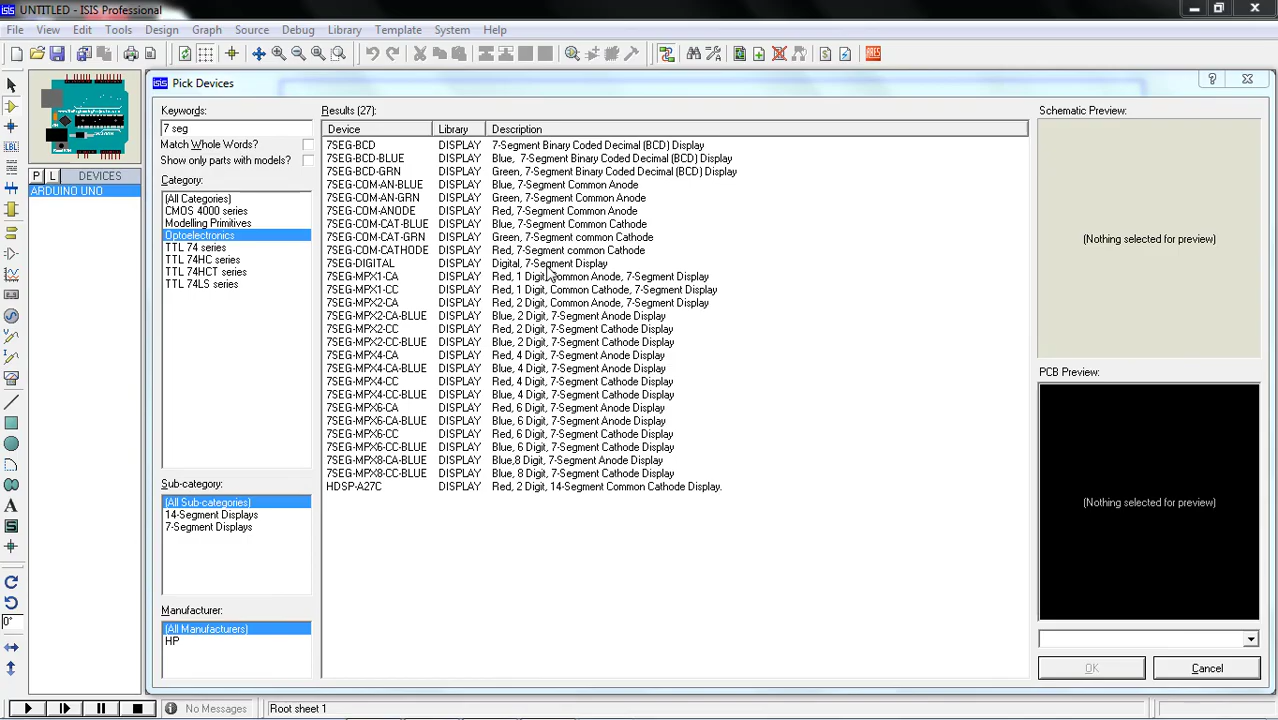 UNTITLED - ISIS Professional
File View Edit Tools Design Graph Source Debug Library Template System Help
ARES
Pick Devices
P L DEVICES
ARDUINO UNO
LBL
0°
Keywords:
7 seg
Match Whole Words?
Show only parts with models?
Category:
(All Categories)
CMOS 4000 series
Modelling Primitives
Optoelectronics
TTL 74 series
TTL 74HC series
TTL 74HCT series
TTL 74LS series
Sub-category:
(All Sub-categories)
14-Segment Displays
7-Segment Displays
Manufacturer:
(All Manufacturers)
HP
Results (27):
Device Library Description
7SEG-BCD DISPLAY 7-Segment Binary Coded Decimal (BCD) Display
7SEG-BCD-BLUE DISPLAY Blue, 7-Segment Binary Coded Decimal (BCD) Display
7SEG-BCD-GRN DISPLAY Green, 7-Segment Binary Coded Decimal (BCD) Display
7SEG-COM-AN-BLUE DISPLAY Blue, 7-Segment Common Anode
7SEG-COM-AN-GRN DISPLAY Green, 7-Segment Common Anode
7SEG-COM-ANODE DISPLAY Red, 7-Segment Common Anode
7SEG-COM-CAT-BLUE DISPLAY Blue, 7-Segment Common Cathode
7SEG-COM-CAT-GRN DISPLAY Green, 7-Segment common Cathode
7SEG-COM-CATHODE DISPLAY Red, 7-Segment common Cathode
7SEG-DIGITAL DISPLAY Digital, 7-Segment Display
7SEG-MPX1-CA DISPLAY Red, 1 Digit, Common Anode, 7-Segment Display
7SEG-MPX1-CC DISPLAY Red, 1 Digit, Common Cathode, 7-Segment Display
7SEG-MPX2-CA DISPLAY Red, 2 Digit, Common Anode, 7-Segment Display
7SEG-MPX2-CA-BLUE DISPLAY Blue, 2 Digit, 7-Segment Anode Display
7SEG-MPX2-CC DISPLAY Red, 2 Digit, 7-Segment Cathode Display
7SEG-MPX2-CC-BLUE DISPLAY Blue, 2 Digit, 7-Segment Cathode Display
7SEG-MPX4-CA DISPLAY Red, 4 Digit, 7-Segment Anode Display
7SEG-MPX4-CA-BLUE DISPLAY Blue, 4 Digit, 7-Segment Anode Display
7SEG-MPX4-CC DISPLAY Red, 4 Digit, 7-Segment Cathode Display
7SEG-MPX4-CC-BLUE DISPLAY Blue, 4 Digit, 7-Segment Cathode Display
7SEG-MPX6-CA DISPLAY Red, 6 Digit, 7-Segment Anode Display
7SEG-MPX6-CA-BLUE DISPLAY Blue, 6 Digit, 7-Segment Anode Display
7SEG-MPX6-CC DISPLAY Red, 6 Digit, 7-Segment Cathode Display
7SEG-MPX6-CC-BLUE DISPLAY Blue, 6 Digit, 7-Segment Cathode Display
7SEG-MPX8-CA-BLUE DISPLAY Blue,8 Digit, 7-Segment Anode Display
7SEG-MPX8-CC-BLUE DISPLAY Blue, 8 Digit, 7-Segment Cathode Display
HDSP-A27C DISPLAY Red, 2 Digit, 14-Segment Common Cathode Display.
Schematic Preview:
(Nothing selected for preview)
PCB Preview:
(Nothing selected for preview)
OK Cancel
No Messages Root sheet 1